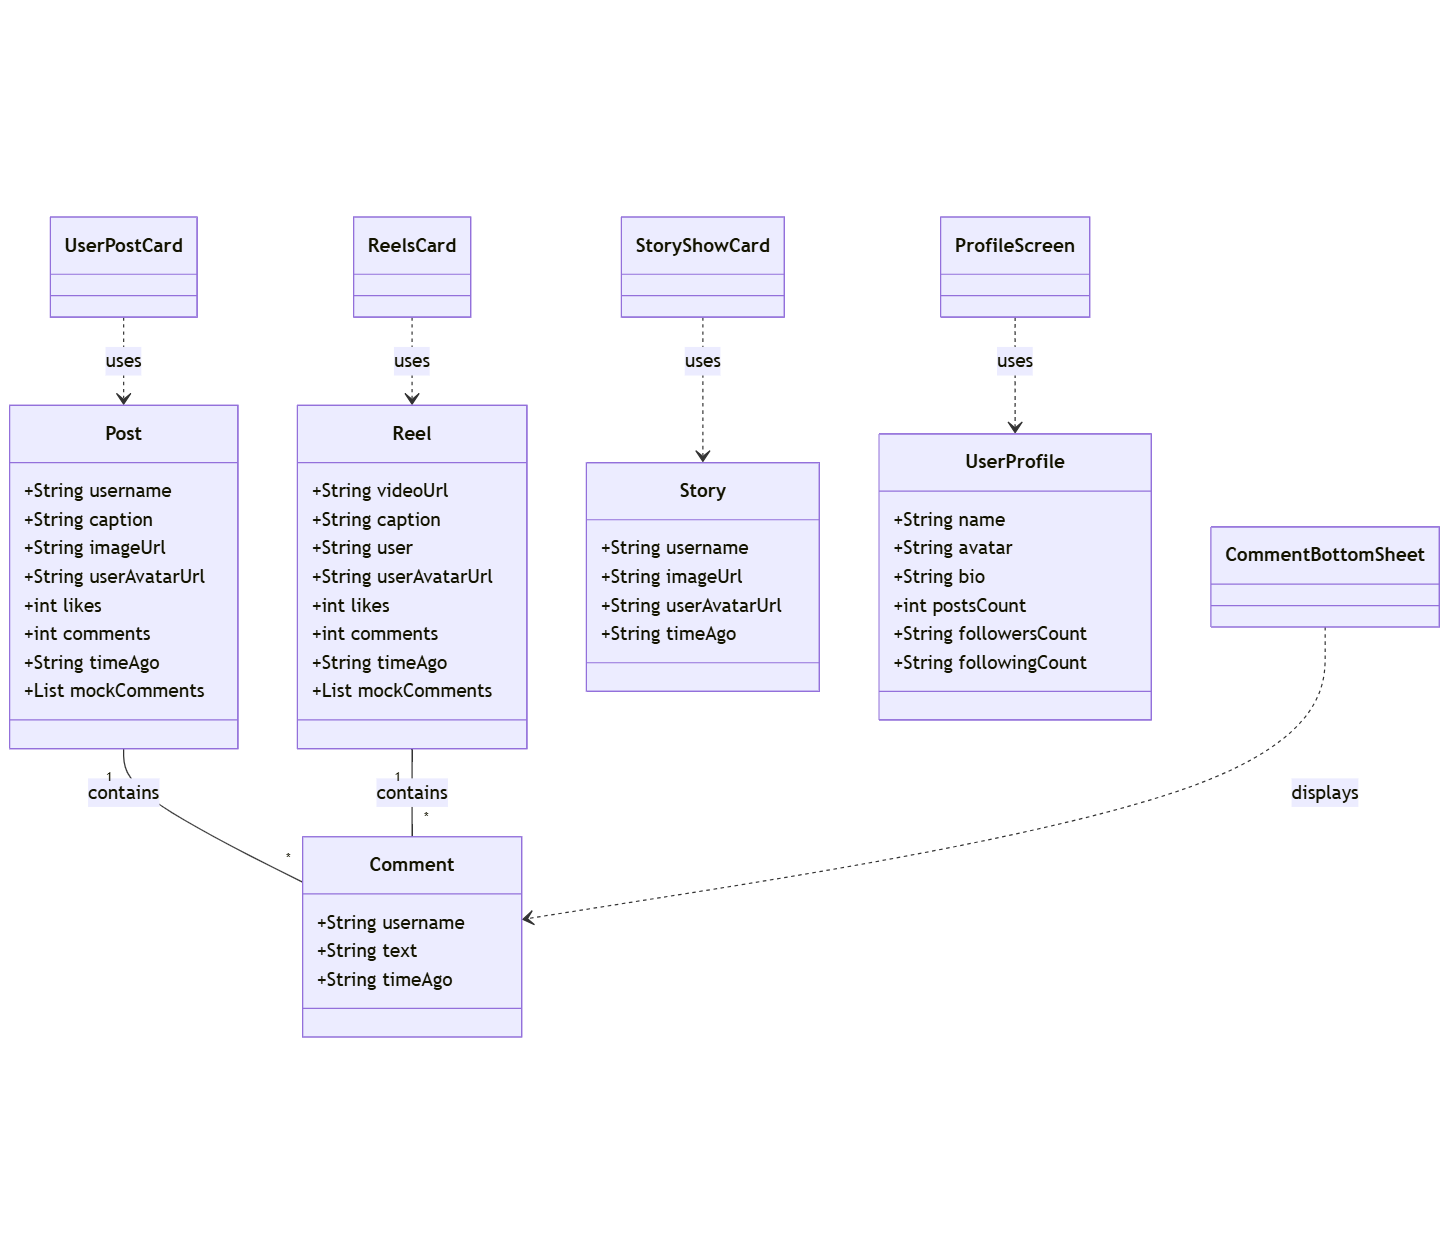 UserPostCard
ReelsCard
StoryShowCard
ProfileScreen
uses
uses
uses
uses
Post
+String username
+String caption
+String imageUrl
+String userAvatarUrl
+int likes
+int comments
+String timeAgo
+List mockComments
Reel
+String videoUrl
+String caption
+String user
+String userAvatarUrl
+int likes
+int comments
+String timeAgo
+List mockComments
Story
+String username
+String imageUrl
+String userAvatarUrl
+String timeAgo
UserProfile
+String name
+String avatar
+String bio
+int postsCount
+String followersCount
+String followingCount
CommentBottomSheet
1
contains
*
1
contains
*
displays
Comment
+String username
+String text
+String timeAgo